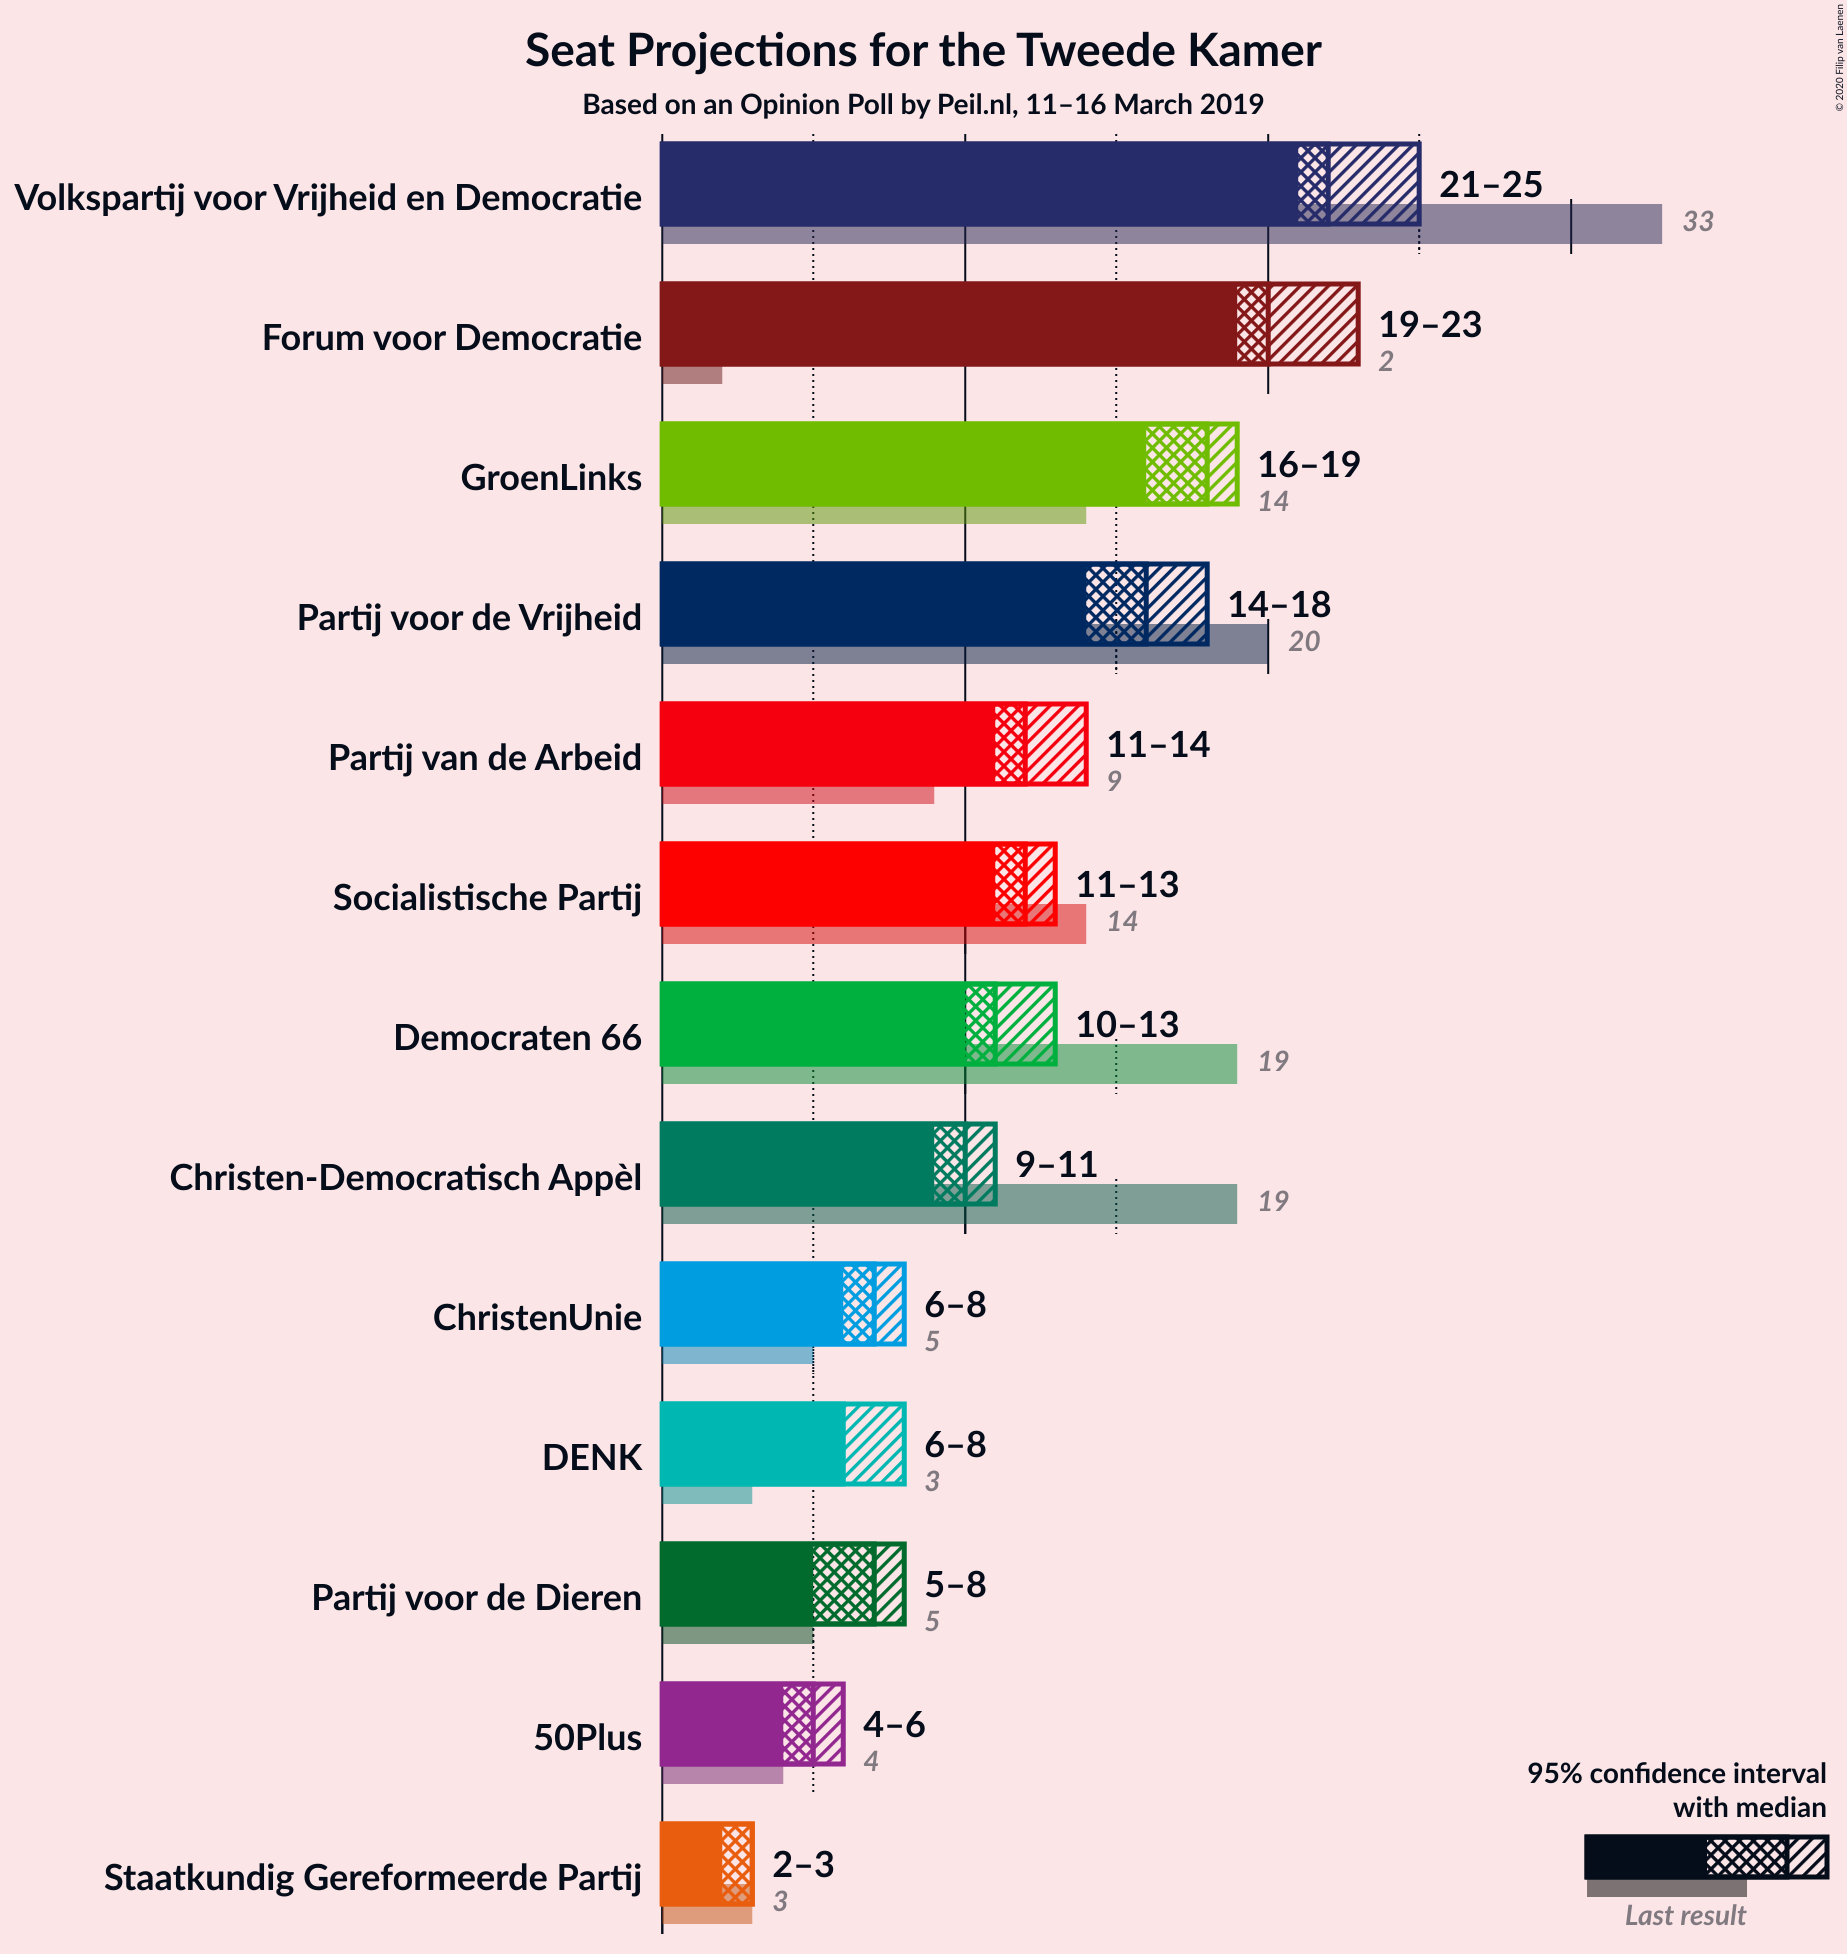 Seat Projections for the Tweede Kamer
Based on an Opinion Poll by Peil.nl, 11–16 March 2019
© 2020 Filip van Laenen
Volkspartij voor Vrijheid en Democratie
21–25
33
Forum voor Democratie
19–23
2
GroenLinks
16–19
14
Partij voor de Vrijheid
14–18
20
Partij van de Arbeid
11–14
9
Socialistische Partij
11–13
14
Democraten 66
10–13
19
Christen-Democratisch Appèl
9–11
19
ChristenUnie
6–8
5
DENK
6–8
3
Partij voor de Dieren
5–8
5
50Plus
4–6
4
Staatkundig Gereformeerde Partij
2–3
3
95% confidence interval
with median
Last result